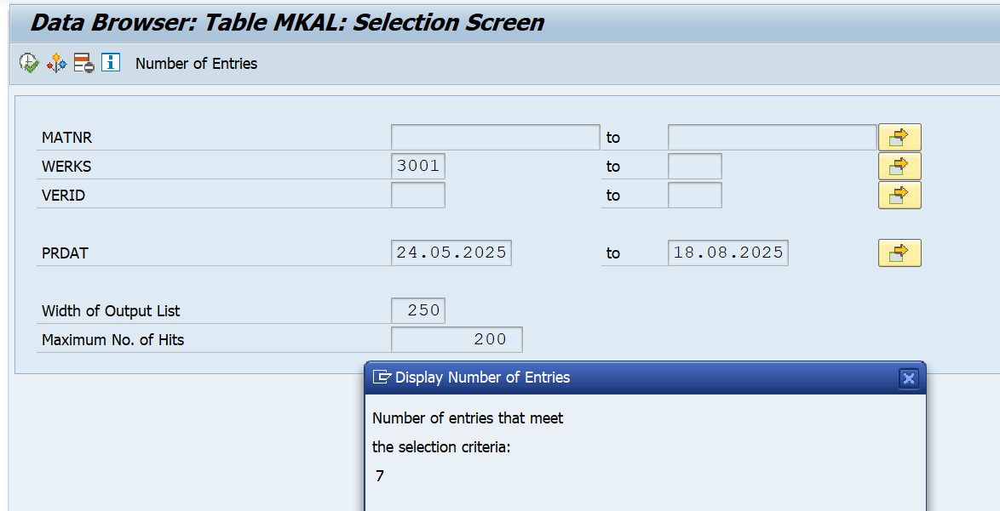 Data Browser: Table MKAL: Selection Screen
Number of Entries
MATNR to
WERKS 3001 to
VERID to
PRDAT 24.05.2025 to 18.08.2025
Width of Output List 250
Maximum No. of Hits 200
Display Number of Entries
Number of entries that meet
the selection criteria:
7